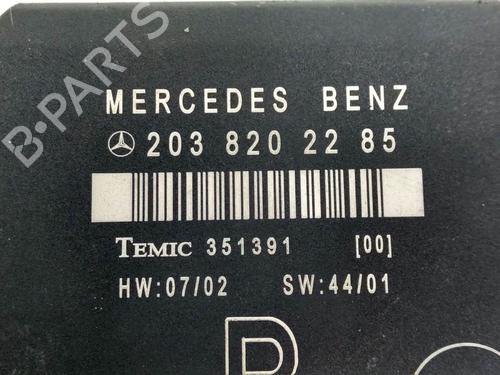 B-PARTS
MERCEDES BENZ
203 820 22 85
TEMIC 351391 [00]
HW:07/02 SW:44/01